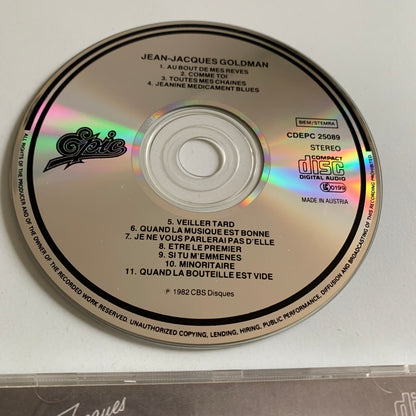 JEAN-JACQUES GOLDMAN
1. AU BOUT DE MES REVES
2. COMME TOI
3. TOUTES MES CHAINES
4. JEANINE MEDICAMENT BLUES
Epic
BIEM/STEMRA
CDEPC 25089
STEREO
COMPACT
disc
DIGITAL AUDIO
0199
MADE IN AUSTRIA
5. VEILLER TARD
6. QUAND LA MUSIQUE EST BONNE
7. JE NE VOUS PARLERAI PAS D'ELLE
8. ETRE LE PREMIER
9. SI TU M'EMMENES
10. MINORITAIRE
11. QUAND LA BOUTEILLE EST VIDE
℗ 1982 CBS Disques
ALL RIGHTS OF THE PRODUCER AND OF THE OWNER OF THE RECORDED WORK RESERVED. UNAUTHORIZED COPYING, LENDING, HIRING, PUBLIC PERFORMANCE, DIFFUSION AND BROADCASTING OF THIS RECORD PROHIBITED.
Jacques